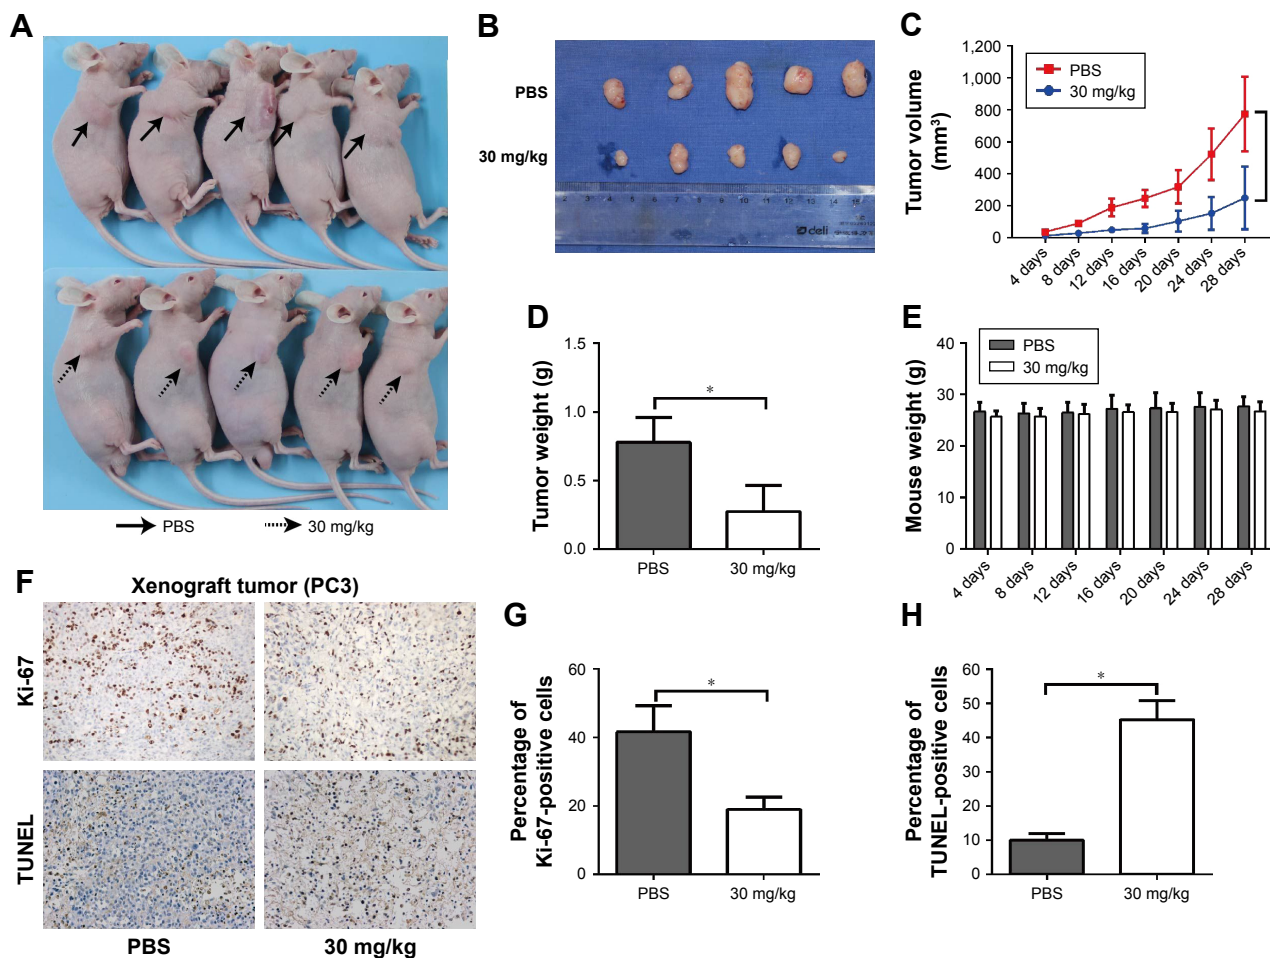 A
PBS
30 mg/kg
B
PBS
30 mg/kg
deli
C
Tumor volume
(mm³)
1,200
1,000
800
600
400
200
0
PBS
30 mg/kg
4 days
8 days
12 days
16 days
20 days
24 days
28 days
D
Tumor weight (g)
1.5
1.0
0.5
0.0
*
PBS
30 mg/kg
E
Mouse weight (g)
40
30
20
10
0
PBS
30 mg/kg
4 days
8 days
12 days
16 days
20 days
24 days
28 days
F
Xenograft tumor (PC3)
Ki-67
TUNEL
PBS
30 mg/kg
G
Percentage of
Ki-67-positive cells
60
40
20
0
*
PBS
30 mg/kg
H
Percentage of
TUNEL-positive cells
60
50
40
30
20
10
0
*
PBS
30 mg/kg